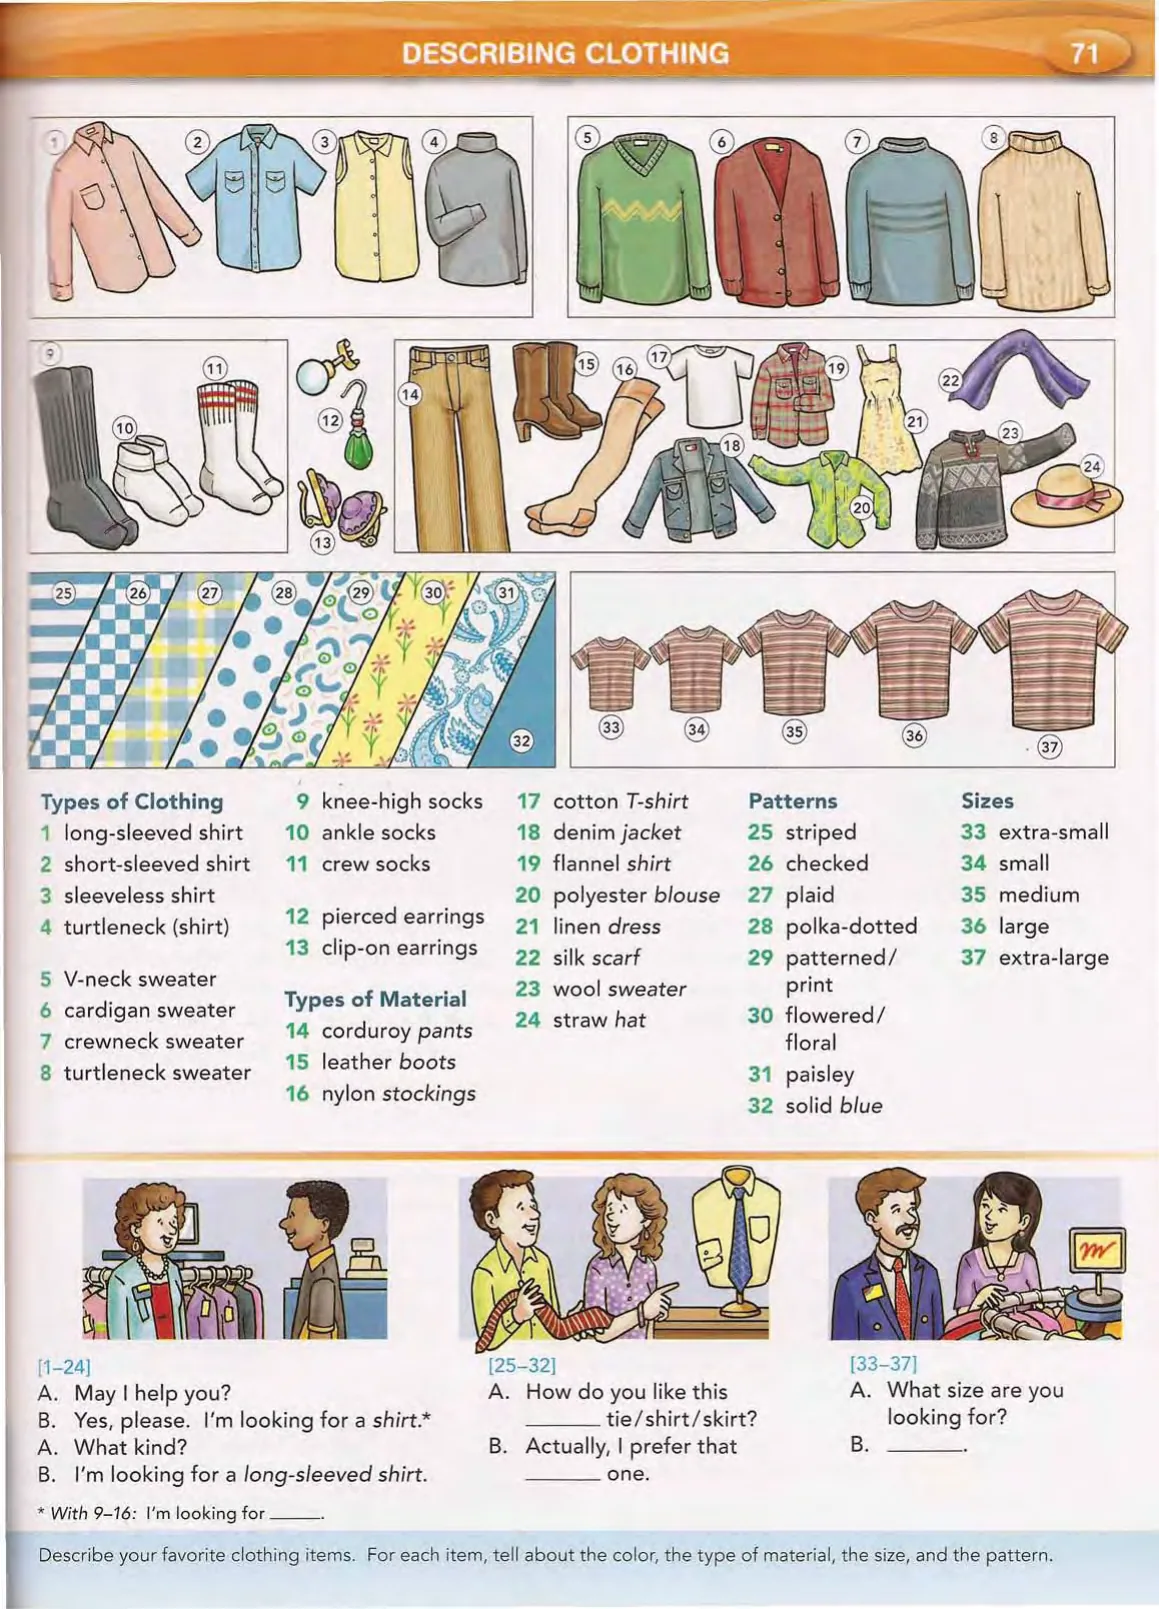 DESCRIBING CLOTHING
71
1
2
3
4
5
6
7
8
9
10
11
12
13
14
15
16
17
18
19
20
21
22
23
24
25
26
27
28
29
30
31
32
33
34
35
36
37
Types of Clothing
1 long-sleeved shirt
2 short-sleeved shirt
3 sleeveless shirt
4 turtleneck (shirt)
5 V-neck sweater
6 cardigan sweater
7 crewneck sweater
8 turtleneck sweater
9 knee-high socks
10 ankle socks
11 crew socks
12 pierced earrings
13 clip-on earrings
Types of Material
14 corduroy pants
15 leather boots
16 nylon stockings
17 cotton T-shirt
18 denim jacket
19 flannel shirt
20 polyester blouse
21 linen dress
22 silk scarf
23 wool sweater
24 straw hat
Patterns
25 striped
26 checked
27 plaid
28 polka-dotted
29 patterned/
print
30 flowered/
floral
31 paisley
32 solid blue
Sizes
33 extra-small
34 small
35 medium
36 large
37 extra-large
[1-24]
A. May I help you?
B. Yes, please. I'm looking for a shirt.*
A. What kind?
B. I'm looking for a long-sleeved shirt.
* With 9-16: I'm looking for _____.
[25-32]
A. How do you like this
_____ tie/shirt/skirt?
B. Actually, I prefer that
_____ one.
[33-37]
A. What size are you
looking for?
B. _____.
Describe your favorite clothing items. For each item, tell about the color, the type of material, the size, and the pattern.